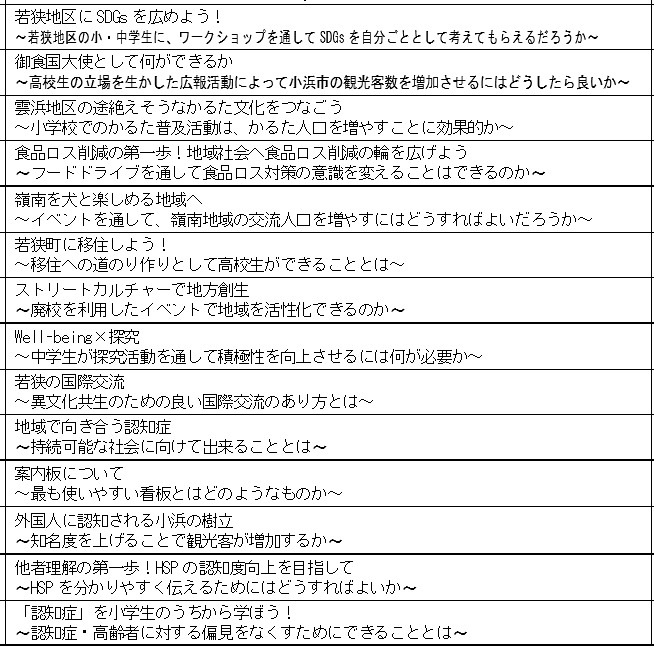 若狭地区にSDGsを広めよう！
～若狭地区の小・中学生に、ワークショップを通してSDGsを自分ごととして考えてもらえるだろうか～
御食国大使として何ができるか
～高校生の立場を生かした広報活動によって小浜市の観光客数を増加させるにはどうしたら良いか～
雲浜地区の途絶えそうなかるた文化をつなごう
～小学校でのかるた普及活動は、かるた人口を増やすことに効果的か～
食品ロス削減の第一歩！地域社会へ食品ロス削減の輪を広げよう
～フードドライブを通して食品ロス対策の意識を変えることはできるのか～
嶺南を犬と楽しめる地域へ
～イベントを通して、嶺南地域の交流人口を増やすにはどうすればよいだろうか～
若狭町に移住しよう！
～移住への道のり作りとして高校生ができることとは～
ストリートカルチャーで地方創生
～廃校を利用したイベントで地域を活性化できるのか～
Well-being×探究
～中学生が探究活動を通して積極性を向上させるには何が必要か～
若狭の国際交流
～異文化共生のための良い国際交流のあり方とは～
地域で向き合う認知症
～持続可能な社会に向けて出来ることとは～
案内板について
～最も使いやすい看板とはどのようなものか～
外国人に認知される小浜の樹立
～知名度を上げることで観光客が増加するか～
他者理解の第一歩！HSPの認知度向上を目指して
～HSPを分かりやすく伝えるためにはどうすればよいか～
「認知症」を小学生のうちから学ぼう！
～認知症・高齢者に対する偏見をなくすためにできることとは～